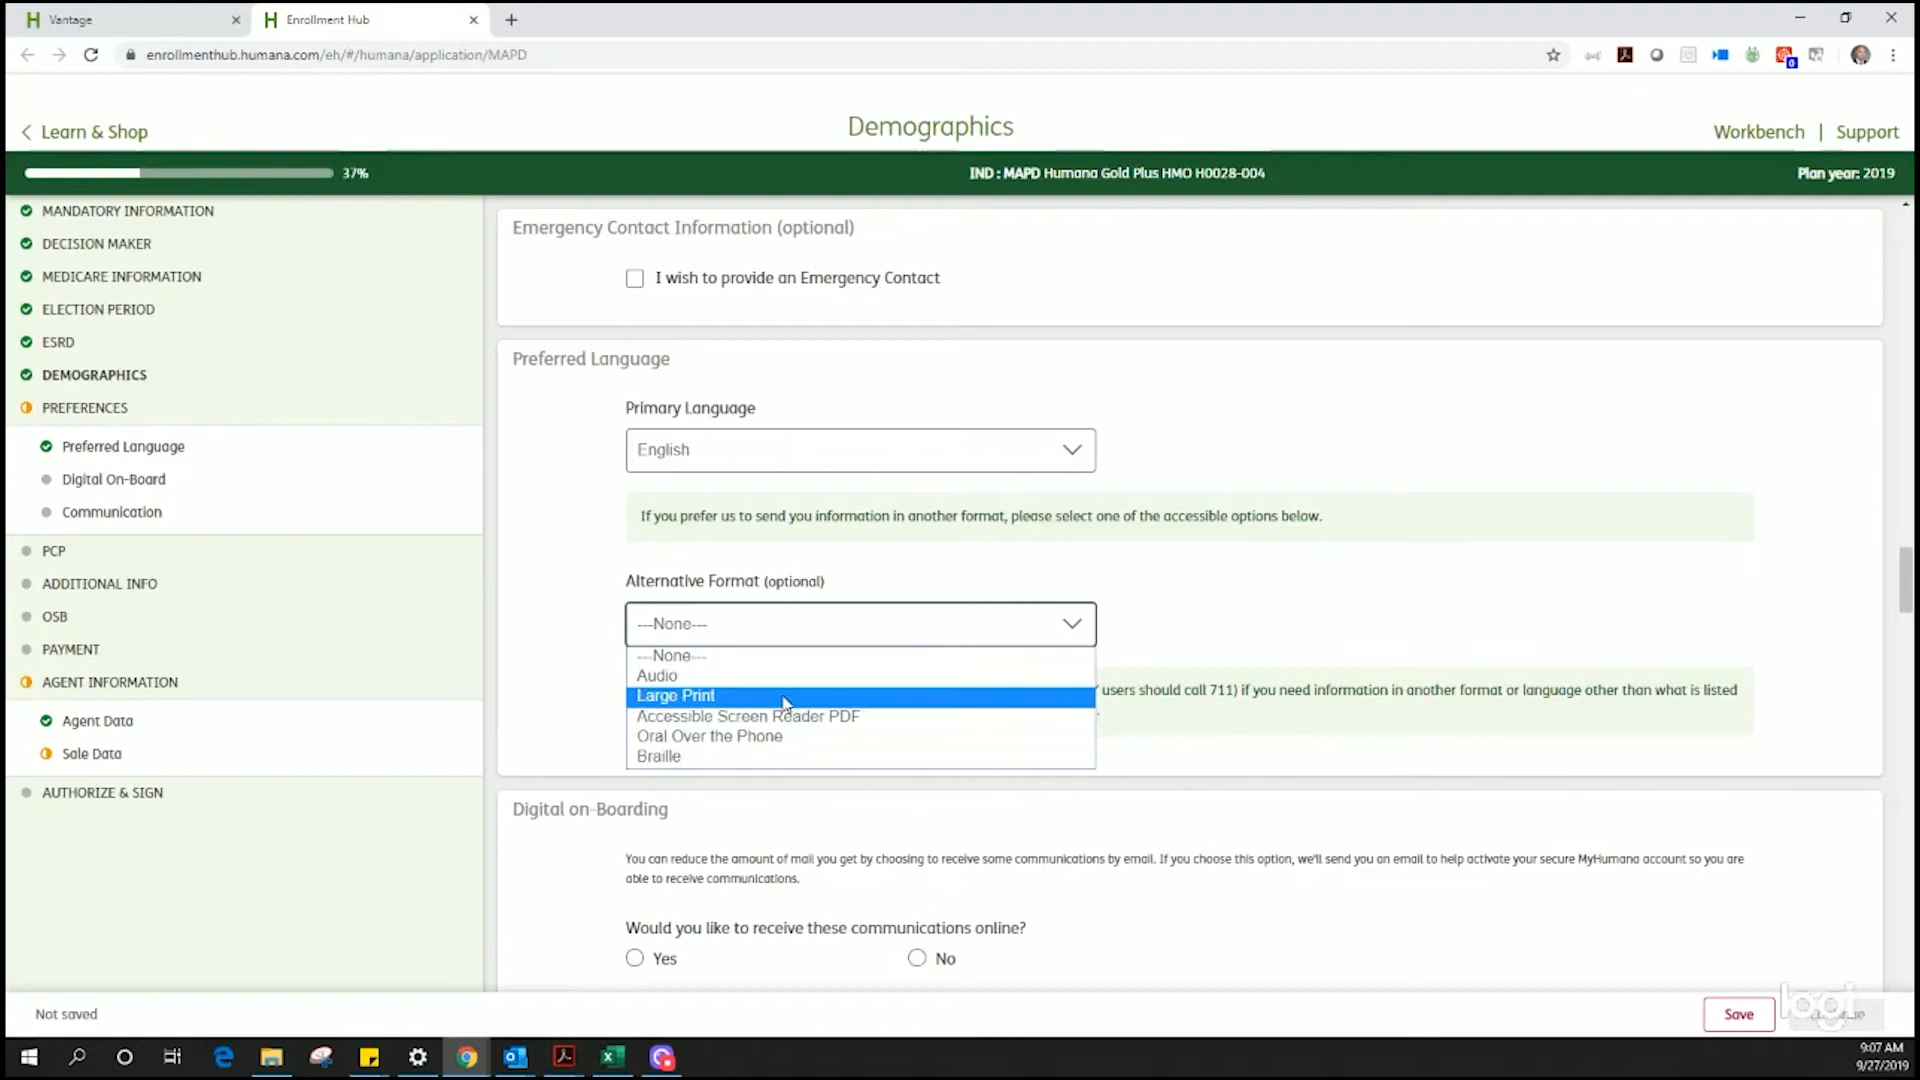 Vantage
Enrollment Hub
enrollmenthub.humana.com/eh/#/humana/application/MAPD
Learn & Shop
Demographics
Workbench | Support
37%
IND : MAPD Humana Gold Plus HMO H0028-004
Plan year: 2019
MANDATORY INFORMATION
DECISION MAKER
MEDICARE INFORMATION
ELECTION PERIOD
ESRD
DEMOGRAPHICS
PREFERENCES
Preferred Language
Digital On-Board
Communication
PCP
ADDITIONAL INFO
OSB
PAYMENT
AGENT INFORMATION
Agent Data
Sale Data
AUTHORIZE & SIGN
Emergency Contact Information (optional)
I wish to provide an Emergency Contact
Preferred Language
Primary Language
English
If you prefer us to send you information in another format, please select one of the accessible options below.
Alternative Format (optional)
---None---
---None---
Audio
Large Print
Accessible Screen Reader PDF
Oral Over the Phone
Braille
users should call 711) if you need information in another format or language other than what is listed
Digital on-Boarding
You can reduce the amount of mail you get by choosing to receive some communications by email. If you choose this option, we'll send you an email to help activate your secure MyHumana account so you are
able to receive communications.
Would you like to receive these communications online?
Yes
No
Not saved
Save
logi
9:07 AM
9/27/2019